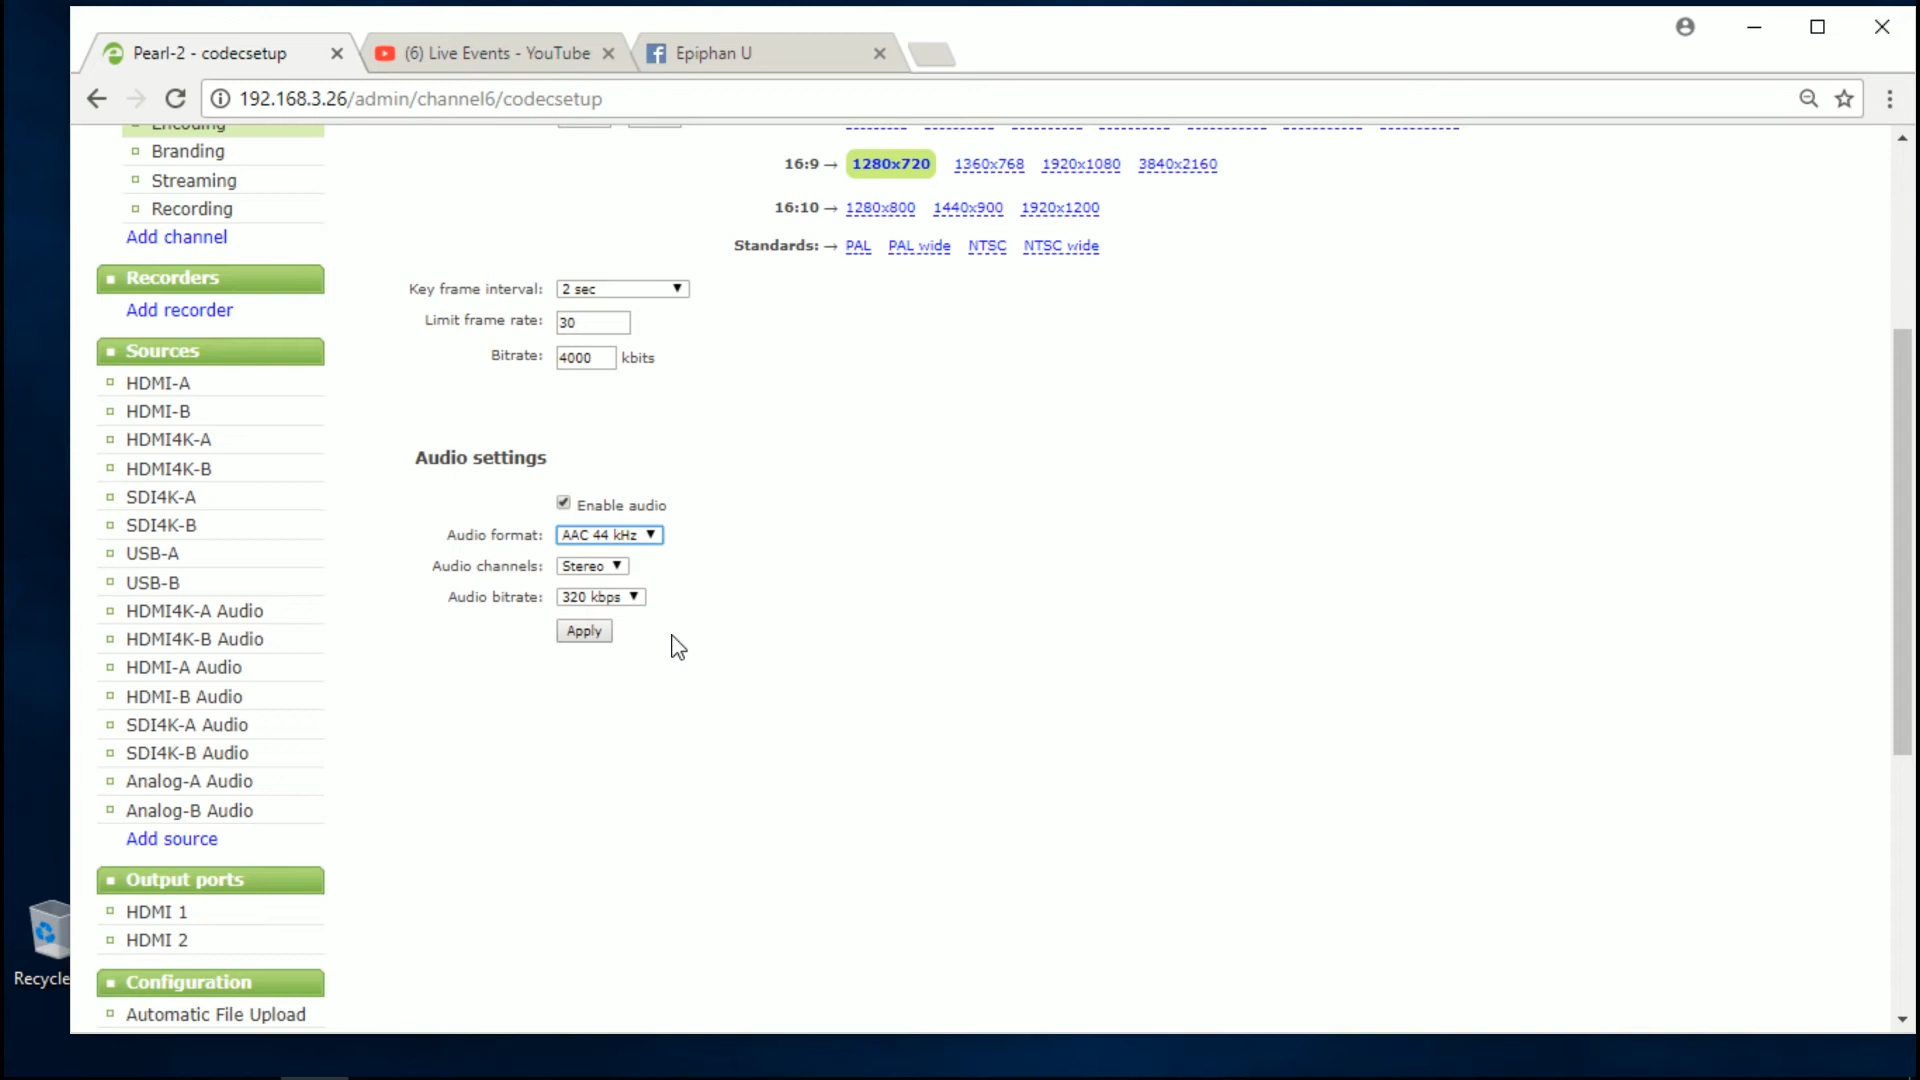 Pearl-2 - codecsetup
(6) Live Events - YouTube
Epiphan U
192.168.3.26/admin/channel6/codecsetup
Encoding
Branding
Streaming
Recording
Add channel
Recorders
Add recorder
Sources
HDMI-A
HDMI-B
HDMI4K-A
HDMI4K-B
SDI4K-A
SDI4K-B
USB-A
USB-B
HDMI4K-A Audio
HDMI4K-B Audio
HDMI-A Audio
HDMI-B Audio
SDI4K-A Audio
SDI4K-B Audio
Analog-A Audio
Analog-B Audio
Add source
Output ports
HDMI 1
HDMI 2
Configuration
Automatic File Upload
16:9 → 1280x720 1360x768 1920x1080 3840x2160
16:10 → 1280x800 1440x900 1920x1200
Standards: → PAL PAL wide NTSC NTSC wide
Key frame interval: 2 sec
Limit frame rate: 30
Bitrate: 4000 kbits
Audio settings
Enable audio
Audio format: AAC 44 kHz
Audio channels: Stereo
Audio bitrate: 320 kbps
Apply
Recycle